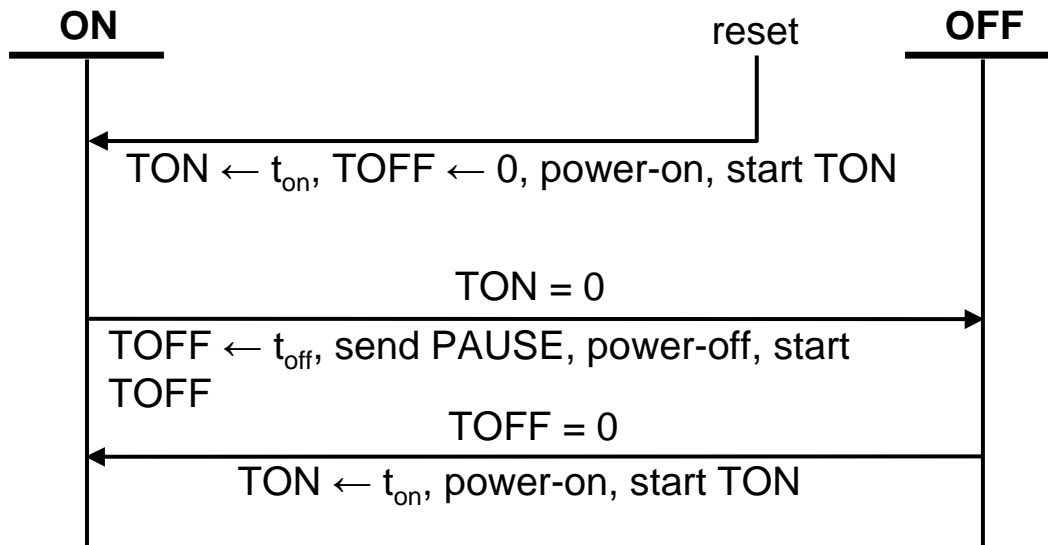 ON
reset
OFF
TON ← tₒₙ, TOFF ← 0, power-on, start TON
TON = 0
TOFF ← t_off, send PAUSE, power-off, start
TOFF
TOFF = 0
TON ← tₒₙ, power-on, start TON